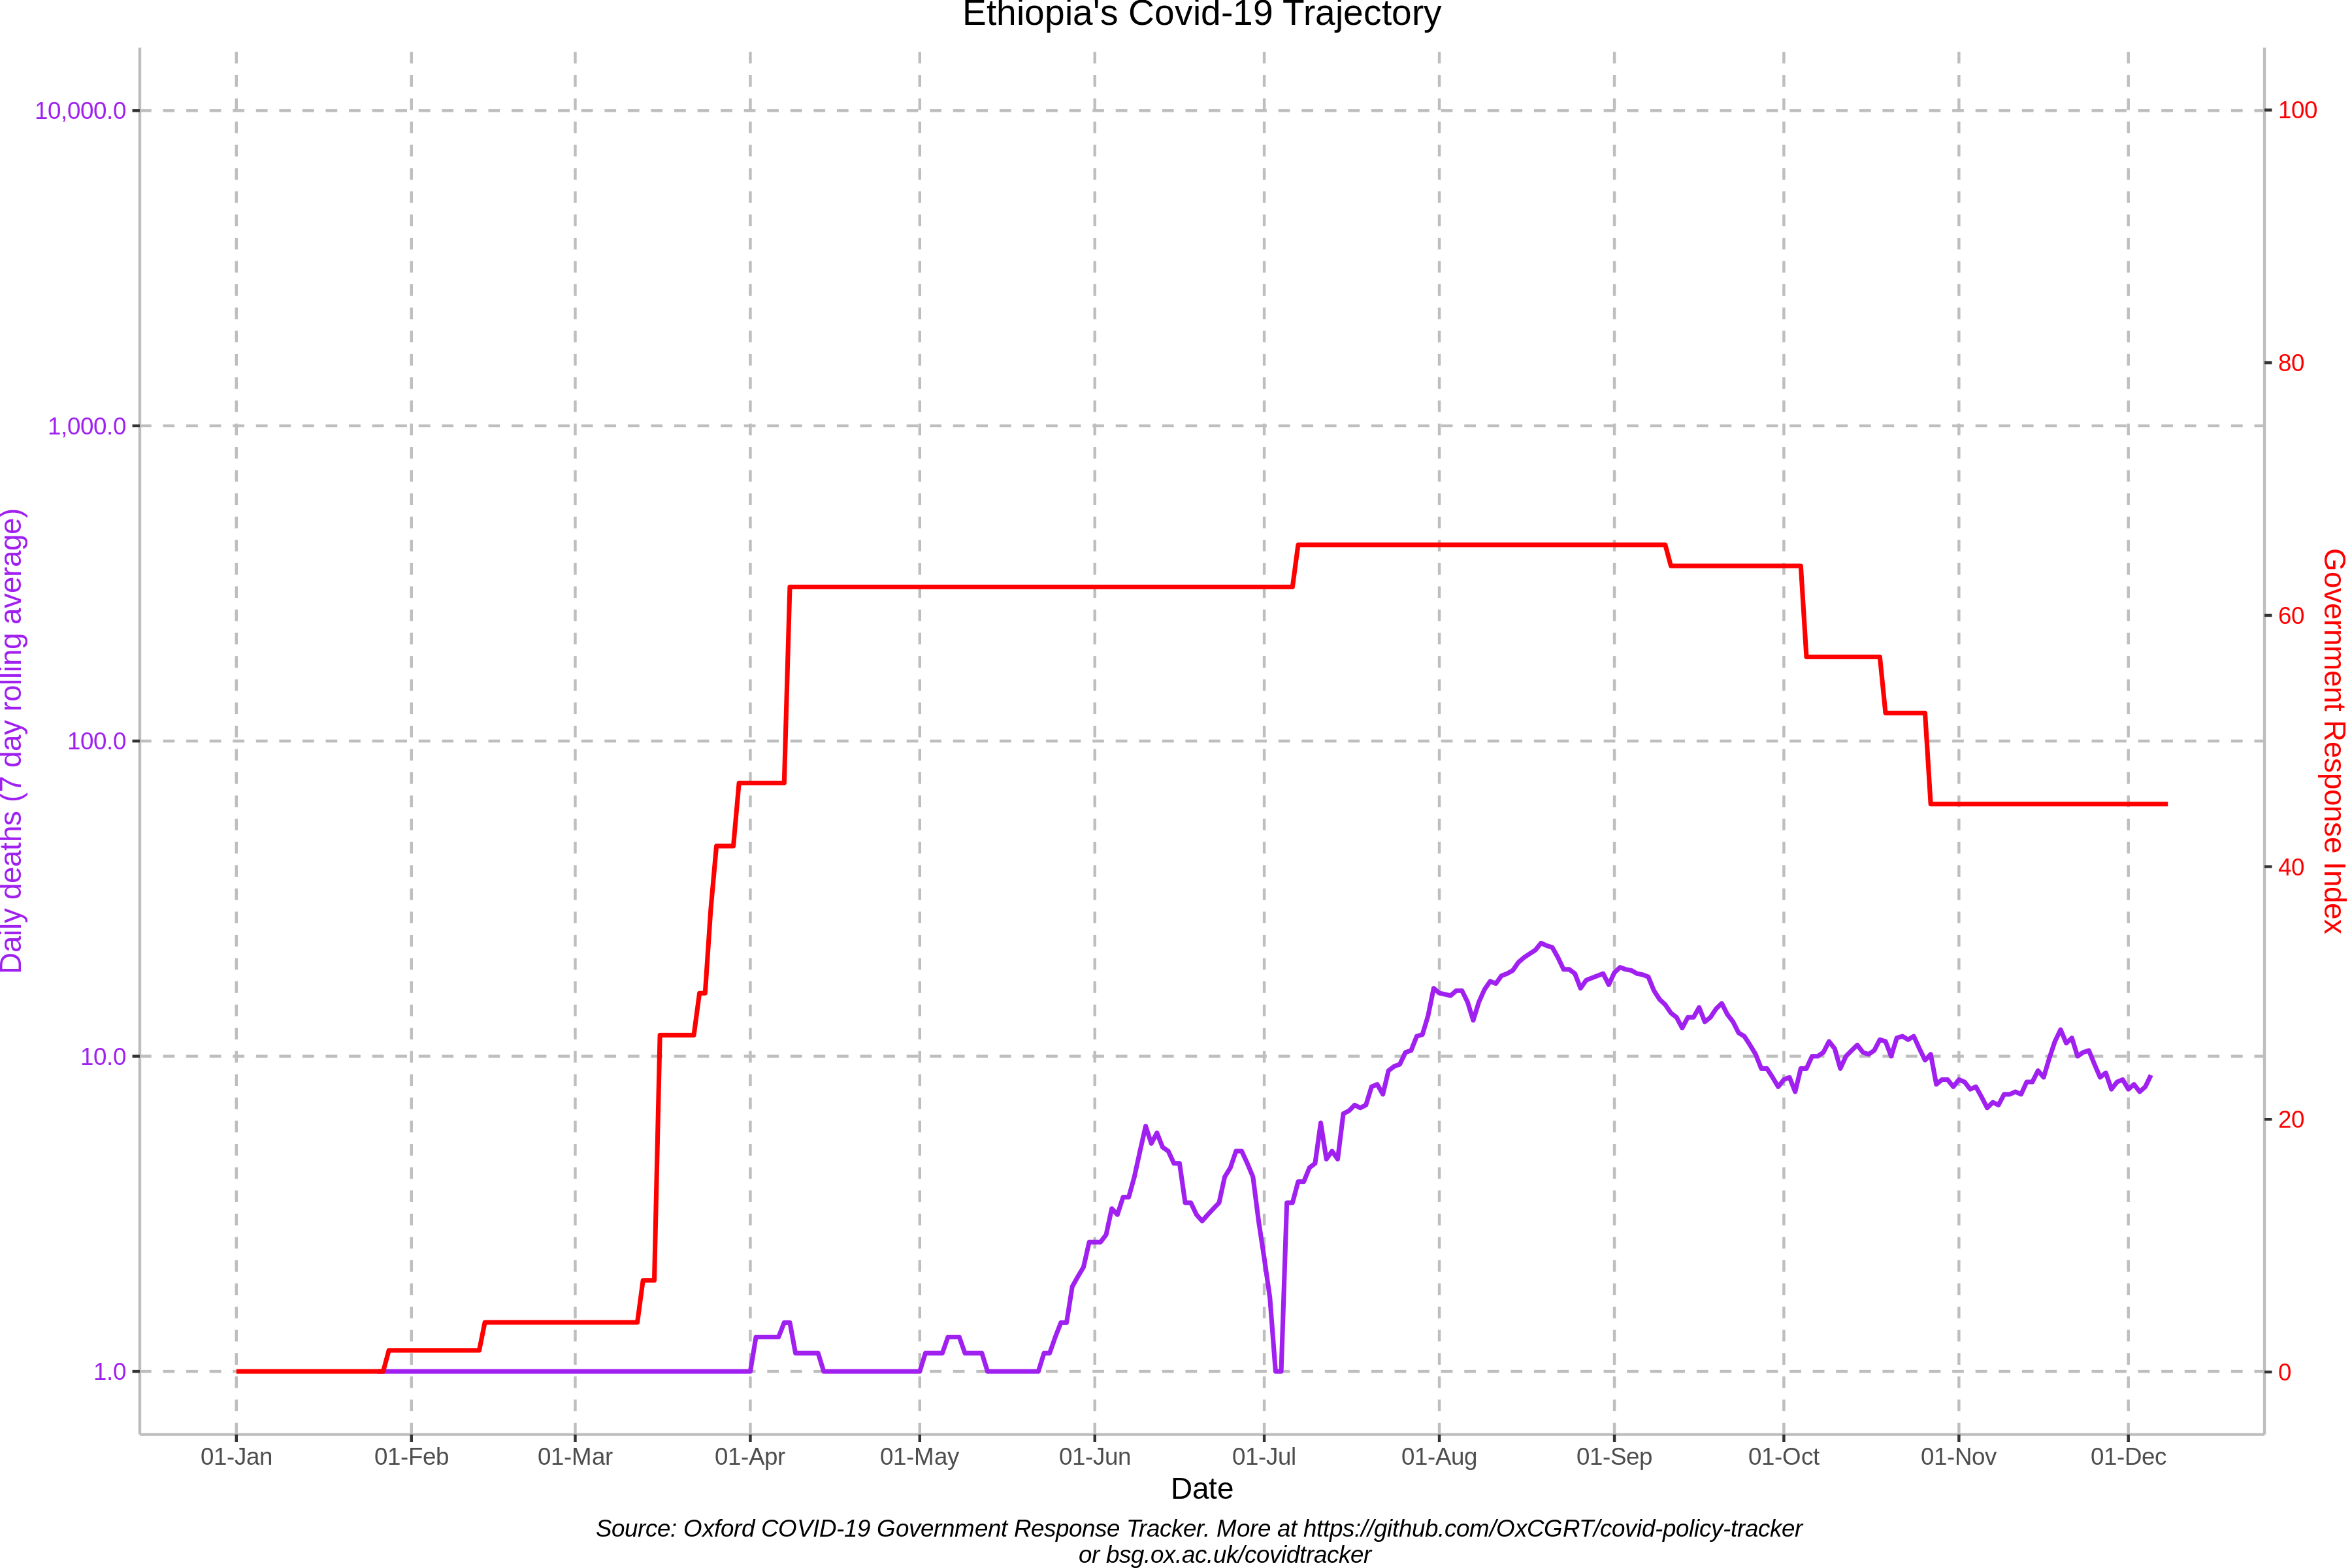 Ethiopia's Covid-19 Trajectory
10,000.0
1,000.0
100.0
10.0
1.0
Daily deaths (7 day rolling average)
100
80
60
40
20
0
Government Response Index
01-Jan
01-Feb
01-Mar
01-Apr
01-May
01-Jun
01-Jul
01-Aug
01-Sep
01-Oct
01-Nov
01-Dec
Date
Source: Oxford COVID-19 Government Response Tracker. More at https://github.com/OxCGRT/covid-policy-tracker
or bsg.ox.ac.uk/covidtracker